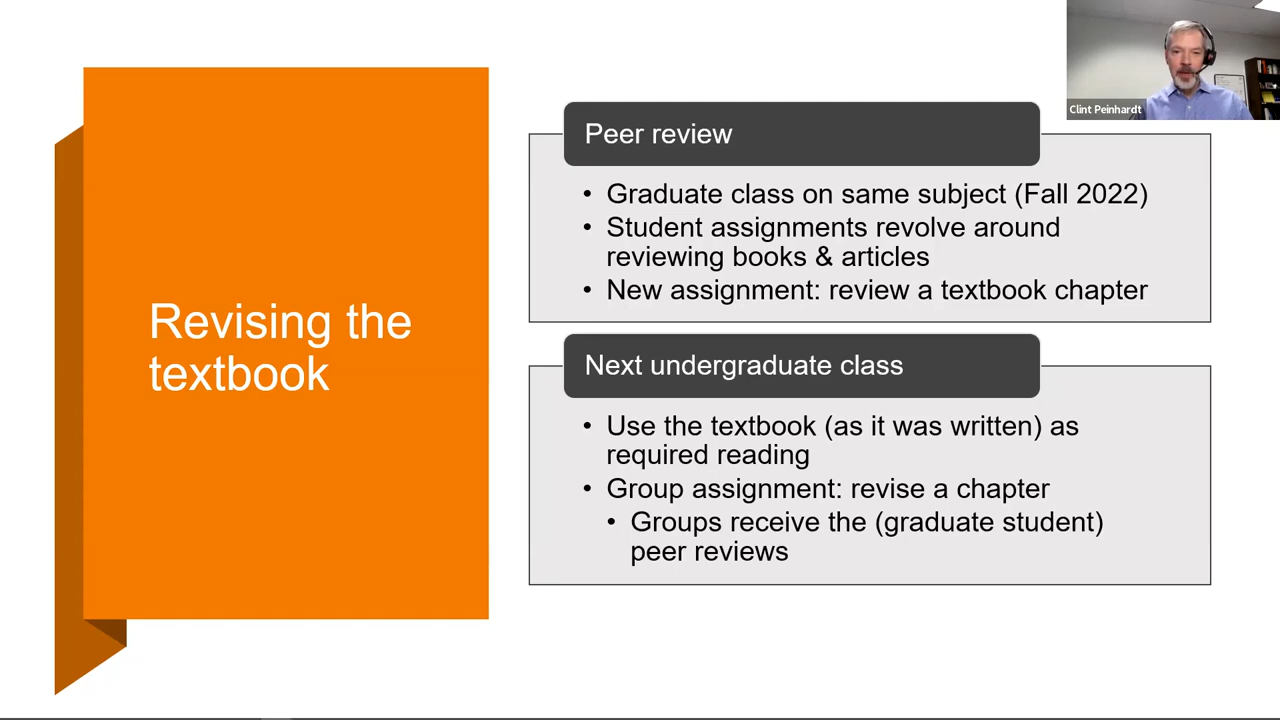 Clint Peinhardt
Revising the
textbook
Peer review
• Graduate class on same subject (Fall 2022)
• Student assignments revolve around
reviewing books & articles
• New assignment: review a textbook chapter
Next undergraduate class
• Use the textbook (as it was written) as
required reading
• Group assignment: revise a chapter
• Groups receive the (graduate student)
peer reviews